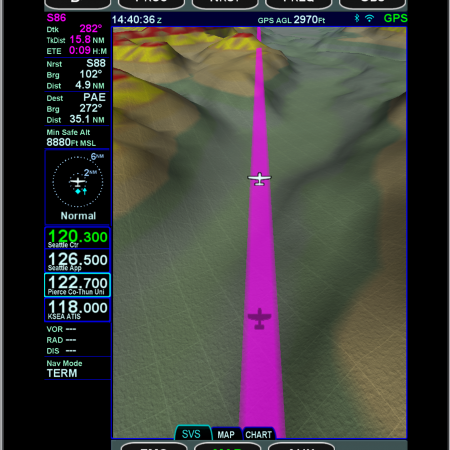 S86
Dtk 282°
TkDist 15.8 NM
ETE 0:09 H:M
Nrst S88
Brg 102°
Dist 4.9 NM
Dest PAE
Brg 272°
Dist 35.1 NM
Min Safe Alt
8880Ft MSL
.6NM
.2NM
Normal
120.300
Seattle Ctr
126.500
Seattle App
122.700
Pierce Co-Thun Uni
118.000
KSEA ATIS
VOR ---
RAD ---
DIS ---
Nav Mode
TERM
14:40:36 Z
GPS AGL 2970Ft
GPS
SVS
MAP
CHART